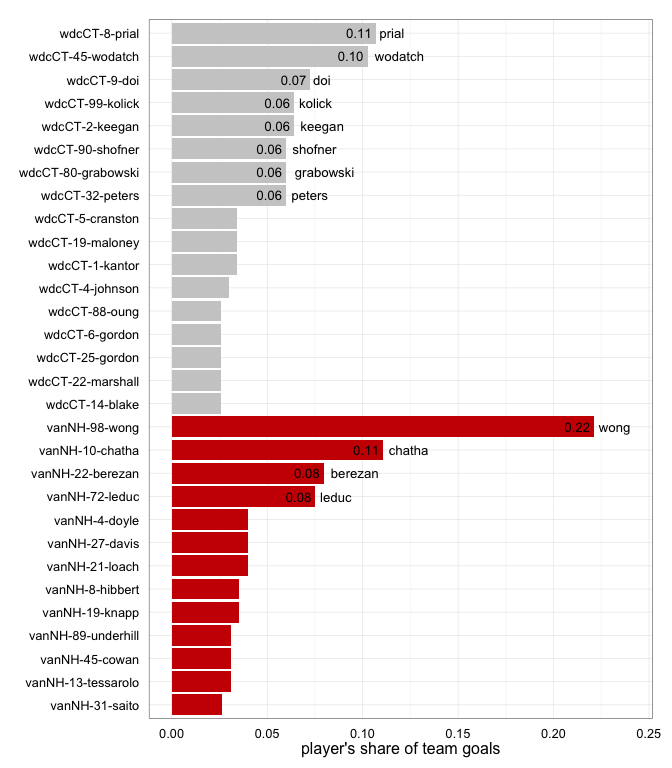 wdcCT-8-prial 0.11 prial
wdcCT-45-wodatch 0.10 wodatch
wdcCT-9-doi 0.07 doi
wdcCT-99-kolick 0.06 kolick
wdcCT-2-keegan 0.06 keegan
wdcCT-90-shofner 0.06 shofner
wdcCT-80-grabowski 0.06 grabowski
wdcCT-32-peters 0.06 peters
wdcCT-5-cranston
wdcCT-19-maloney
wdcCT-1-kantor
wdcCT-4-johnson
wdcCT-88-oung
wdcCT-6-gordon
wdcCT-25-gordon
wdcCT-22-marshall
wdcCT-14-blake
vanNH-98-wong 0.22 wong
vanNH-10-chatha 0.11 chatha
vanNH-22-berezan 0.08 berezan
vanNH-72-leduc 0.08 leduc
vanNH-4-doyle
vanNH-27-davis
vanNH-21-loach
vanNH-8-hibbert
vanNH-19-knapp
vanNH-89-underhill
vanNH-45-cowan
vanNH-13-tessarolo
vanNH-31-saito
0.00 0.05 0.10 0.15 0.20 0.25
player's share of team goals